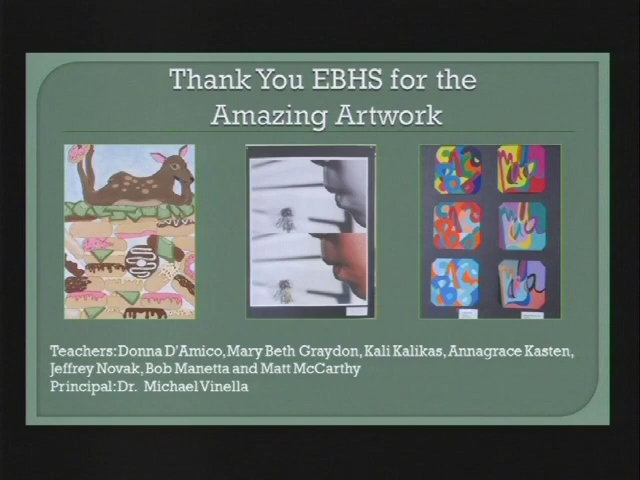 Thank You EBHS for the
Amazing Artwork
Teachers: Donna D'Amico, Mary Beth Graydon, Kali Kalikas, Annagrace Kasten,
Jeffrey Novak, Bob Manetta and Matt McCarthy
Principal: Dr. Michael Vinella